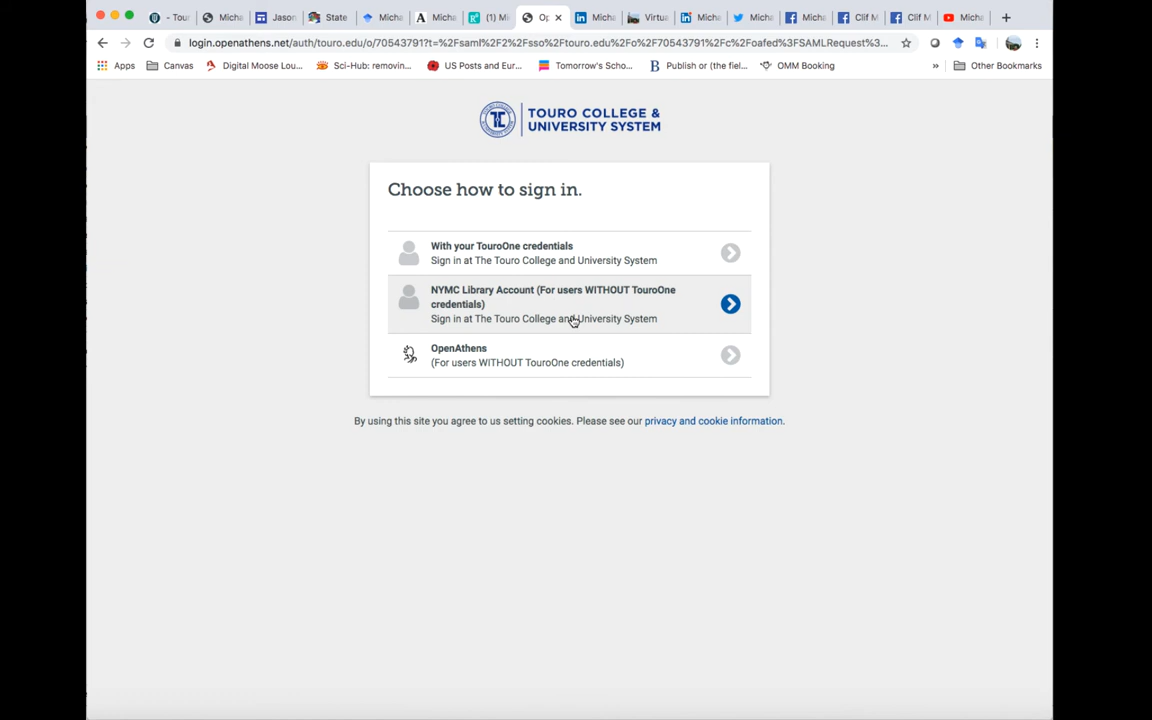 - Tour
Micha
Jason
State
Micha
Micha
(1) Mi
Op
Micha
Virtua
Micha
Micha
Micha
Clif M
Clif M
Micha
login.openathens.net/auth/touro.edu/o/70543791?t=%2Fsaml%2F2%2Fsso%2Ftouro.edu%2Fo%2F70543791%2Fc%2Foafed%3FSAMLRequest%3...
Apps
Canvas
Digital Moose Lou...
Sci-Hub: removin...
US Posts and Eur...
Tomorrow's Scho...
Publish or (the fiel...
OMM Booking
»
Other Bookmarks
TOURO COLLEGE &
UNIVERSITY SYSTEM
Choose how to sign in.
With your TouroOne credentials
Sign in at The Touro College and University System
NYMC Library Account (For users WITHOUT TouroOne
credentials)
Sign in at The Touro College and University System
OpenAthens
(For users WITHOUT TouroOne credentials)
By using this site you agree to us setting cookies. Please see our privacy and cookie information.